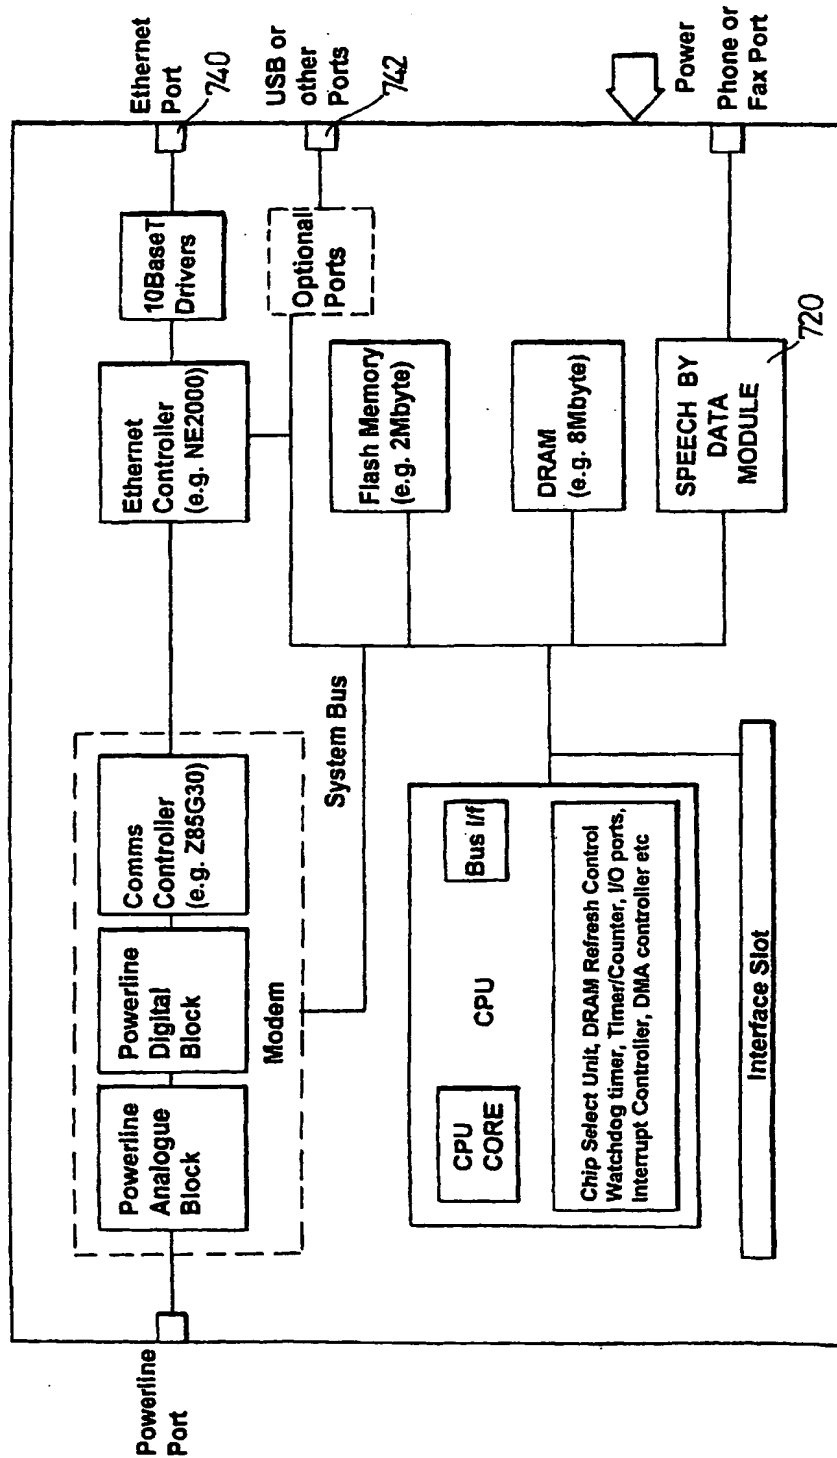 Powerline
Port
Powerline
Analogue
Block
Powerline
Digital
Block
Comms
Controller
(e.g. Z85G30)
Modem
Ethernet
Controller
(e.g. NE2000)
10BaseT
Drivers
Ethernet
Port
740
System Bus
Optional
Ports
USB or
other
Ports
742
Flash Memory
(e.g. 2Mbyte)
CPU
CORE
CPU
Bus I/f
Chip Select Unit, DRAM Refresh Control
Watchdog timer, Timer/Counter, I/O ports,
Interrupt Controller, DMA controller etc
DRAM
(e.g. 8Mbyte)
Power
SPEECH BY
DATA
MODULE
720
Phone or
Fax Port
Interface Slot